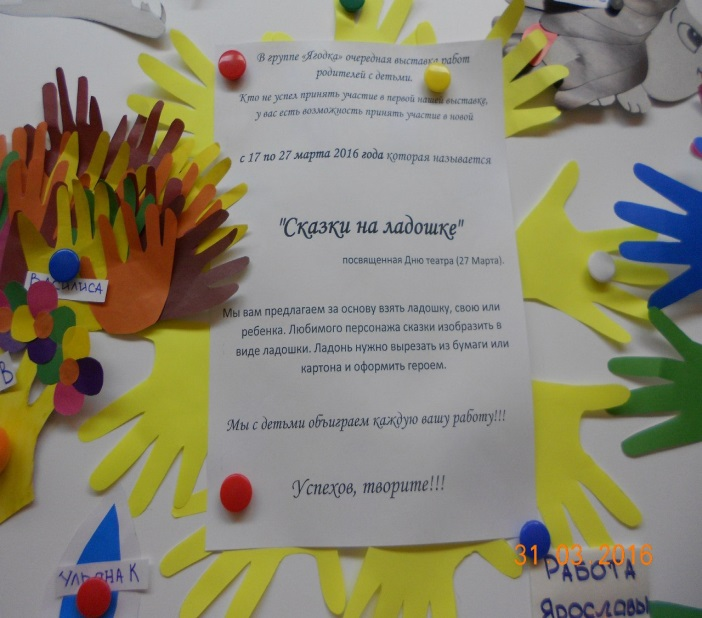 В группе «Ягодка» очередная выставка работ
родителей с детьми.
Кто не успел принять участие в первой нашей выставке,
у вас есть возможность принять участие в новой
с 17 по 27 марта 2016 года которая называется
"Сказки на ладошке"
посвященная Дню театра (27 Марта).
Мы вам предлагаем за основу взять ладошку, свою или
ребенка. Любимого персонажа сказки изобразить в
виде ладошки. Ладонь нужно вырезать из бумаги или
картона и оформить героем.
Мы с детьми объиграем каждую вашу работу!!!
Успехов, творите!!!
ВАСИЛИСА
В
УЛЬЯНА К
31 03 2016
РАБОТА
ЯРОСЛАВЫ